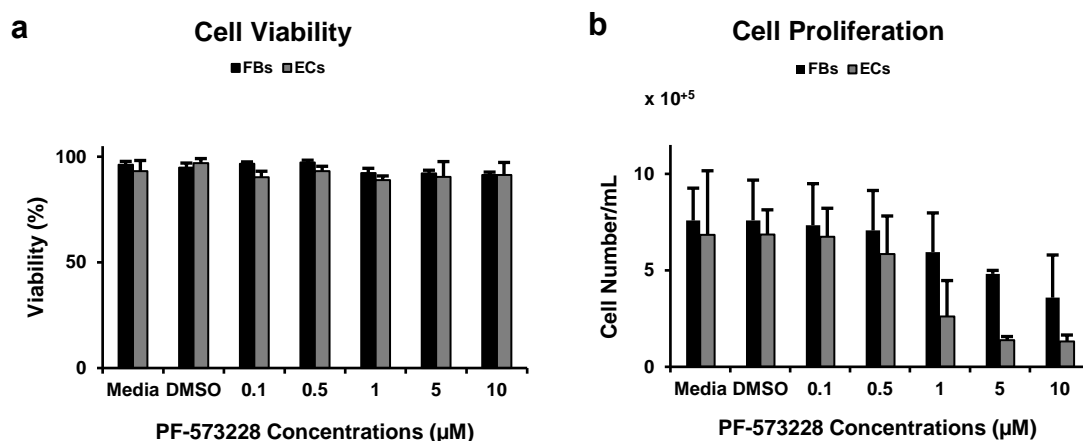 a
Cell Viability
FBs ECs
Viability (%)
100
50
0
Media DMSO 0.1 0.5 1 5 10
PF-573228 Concentrations (µM)
b
Cell Proliferation
FBs ECs
x 10+5
Cell Number/mL
10
5
0
Media DMSO 0.1 0.5 1 5 10
PF-573228 Concentrations (µM)